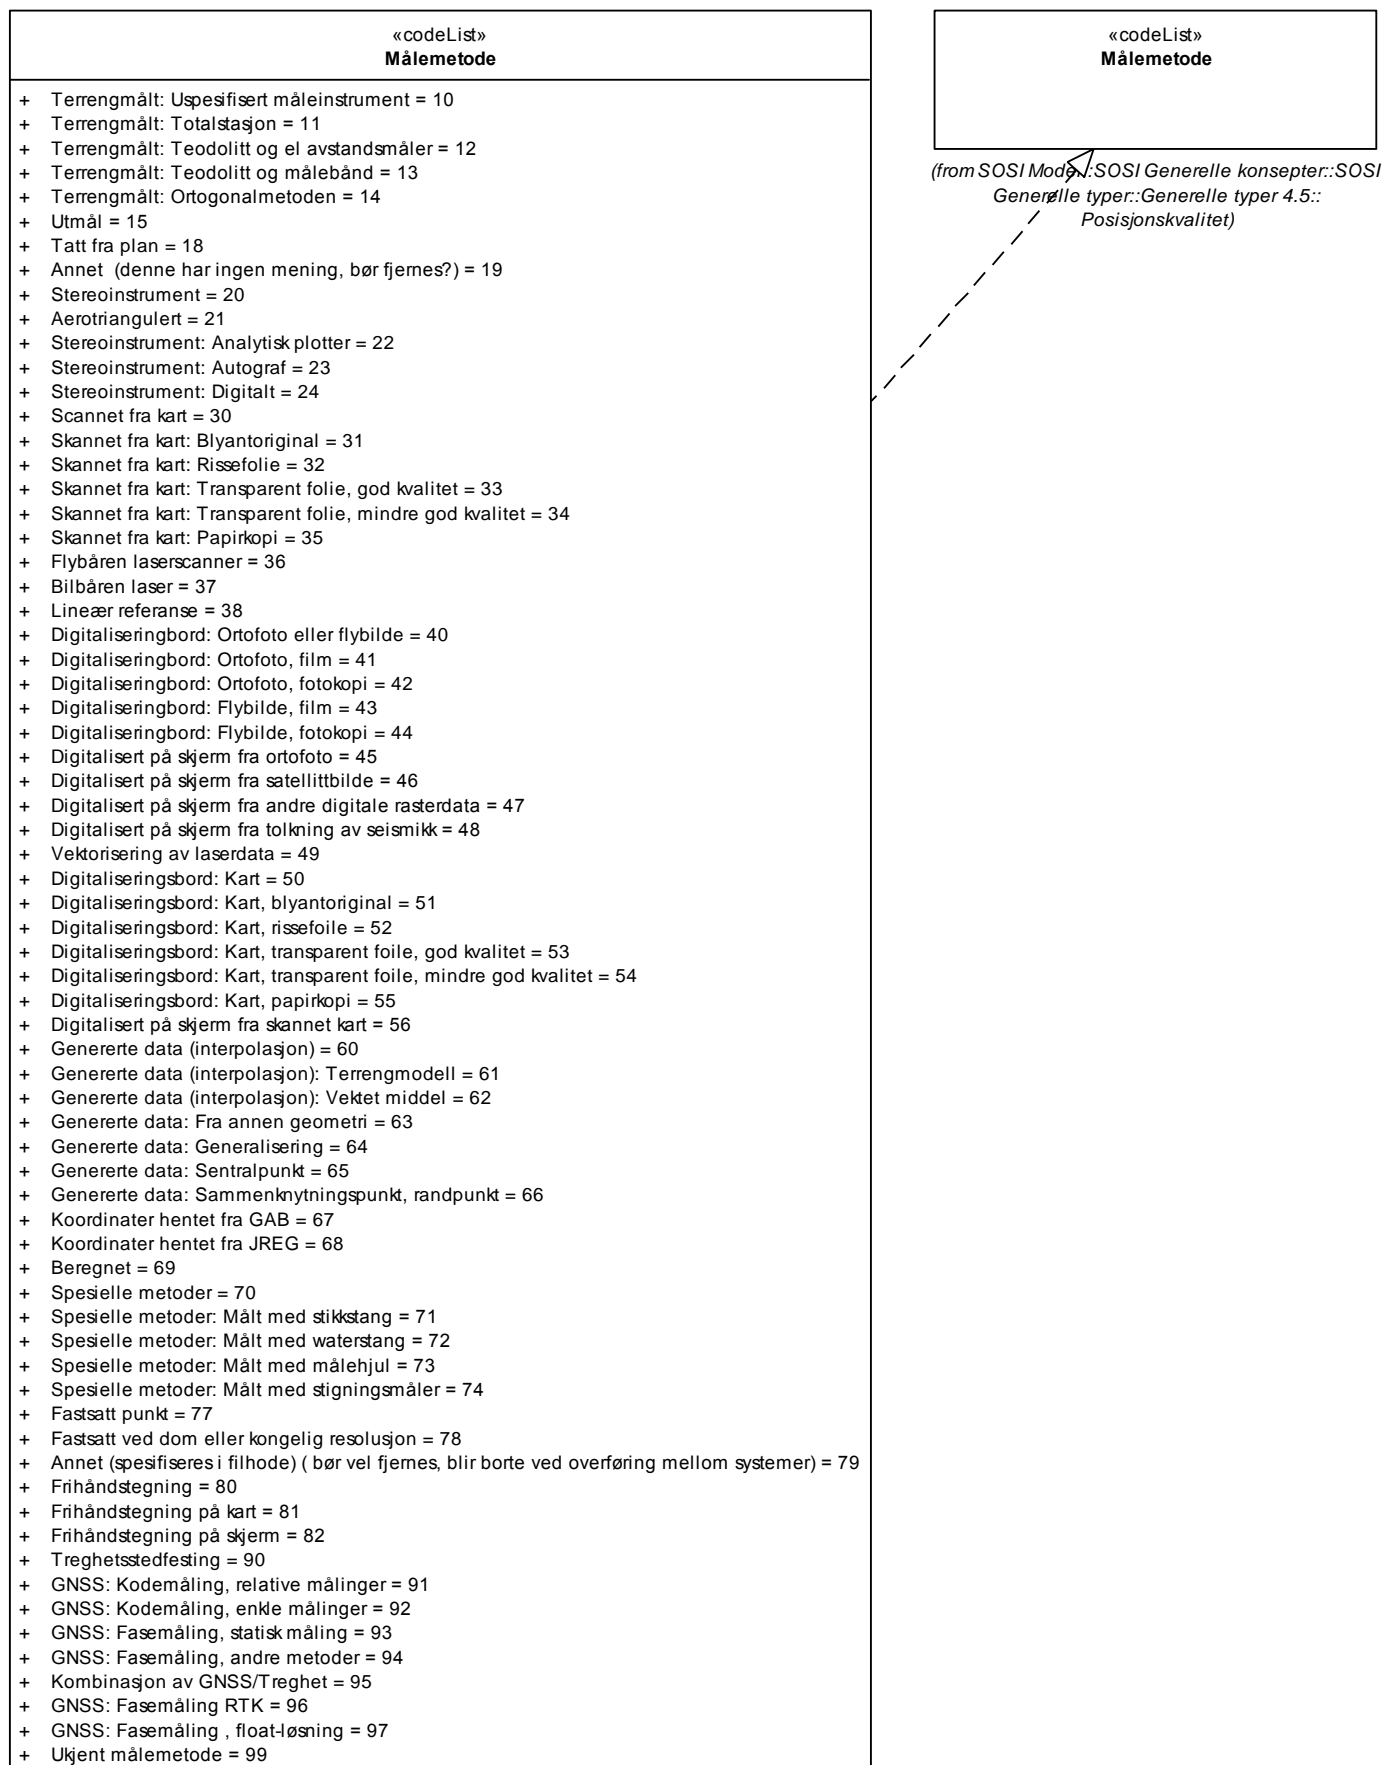 «codeList»
Målemetode
+ Terrengmålt: Uspesifisert måleinstrument = 10
+ Terrengmålt: Totalstasjon = 11
+ Terrengmålt: Teodolitt og el avstandsmåler = 12
+ Terrengmålt: Teodolitt og målebånd = 13
+ Terrengmålt: Ortogonalmetoden = 14
+ Utmål = 15
+ Tatt fra plan = 18
+ Annet (denne har ingen mening, bør fjernes?) = 19
+ Stereoinstrument = 20
+ Aerotriangulert = 21
+ Stereoinstrument: Analytisk plotter = 22
+ Stereoinstrument: Autograf = 23
+ Stereoinstrument: Digitalt = 24
+ Scannet fra kart = 30
+ Skannet fra kart: Blyantoriginal = 31
+ Skannet fra kart: Rissefolie = 32
+ Skannet fra kart: Transparent folie, god kvalitet = 33
+ Skannet fra kart: Transparent folie, mindre god kvalitet = 34
+ Skannet fra kart: Papirkopi = 35
+ Flybåren laserscanner = 36
+ Bilbåren laser = 37
+ Lineær referanse = 38
+ Digitaliseringbord: Ortofoto eller flybilde = 40
+ Digitaliseringbord: Ortofoto, film = 41
+ Digitaliseringbord: Ortofoto, fotokopi = 42
+ Digitaliseringbord: Flybilde, film = 43
+ Digitaliseringbord: Flybilde, fotokopi = 44
+ Digitalisert på skjerm fra ortofoto = 45
+ Digitalisert på skjerm fra satellittbilde = 46
+ Digitalisert på skjerm fra andre digitale rasterdata = 47
+ Digitalisert på skjerm fra tolkning av seismikk = 48
+ Vektorisering av laserdata = 49
+ Digitaliseringsbord: Kart = 50
+ Digitaliseringsbord: Kart, blyantoriginal = 51
+ Digitaliseringsbord: Kart, rissefoile = 52
+ Digitaliseringsbord: Kart, transparent foile, god kvalitet = 53
+ Digitaliseringsbord: Kart, transparent foile, mindre god kvalitet = 54
+ Digitaliseringsbord: Kart, papirkopi = 55
+ Digitalisert på skjerm fra skannet kart = 56
+ Genererte data (interpolasjon) = 60
+ Genererte data (interpolasjon): Terrengmodell = 61
+ Genererte data (interpolasjon): Vektet middel = 62
+ Genererte data: Fra annen geometri = 63
+ Genererte data: Generalisering = 64
+ Genererte data: Sentralpunkt = 65
+ Genererte data: Sammenknytningspunkt, randpunkt = 66
+ Koordinater hentet fra GAB = 67
+ Koordinater hentet fra JREG = 68
+ Beregnet = 69
+ Spesielle metoder = 70
+ Spesielle metoder: Målt med stikkstang = 71
+ Spesielle metoder: Målt med waterstang = 72
+ Spesielle metoder: Målt med målehjul = 73
+ Spesielle metoder: Målt med stigningsmåler = 74
+ Fastsatt punkt = 77
+ Fastsatt ved dom eller kongelig resolusjon = 78
+ Annet (spesifiseres i filhode) ( bør vel fjernes, blir borte ved overføring mellom systemer) = 79
+ Frihåndstegning = 80
+ Frihåndstegning på kart = 81
+ Frihåndstegning på skjerm = 82
+ Treghetsstedfesting = 90
+ GNSS: Kodemåling, relative målinger = 91
+ GNSS: Kodemåling, enkle målinger = 92
+ GNSS: Fasemåling, statisk måling = 93
+ GNSS: Fasemåling, andre metoder = 94
+ Kombinasjon av GNSS/Treghet = 95
+ GNSS: Fasemåling RTK = 96
+ GNSS: Fasemåling , float-løsning = 97
+ Ukjent målemetode = 99
«codeList»
Målemetode
(from SOSI Model::SOSI Generelle konsepter::SOSI
Generelle typer::Generelle typer 4.5::
Posisjonskvalitet)